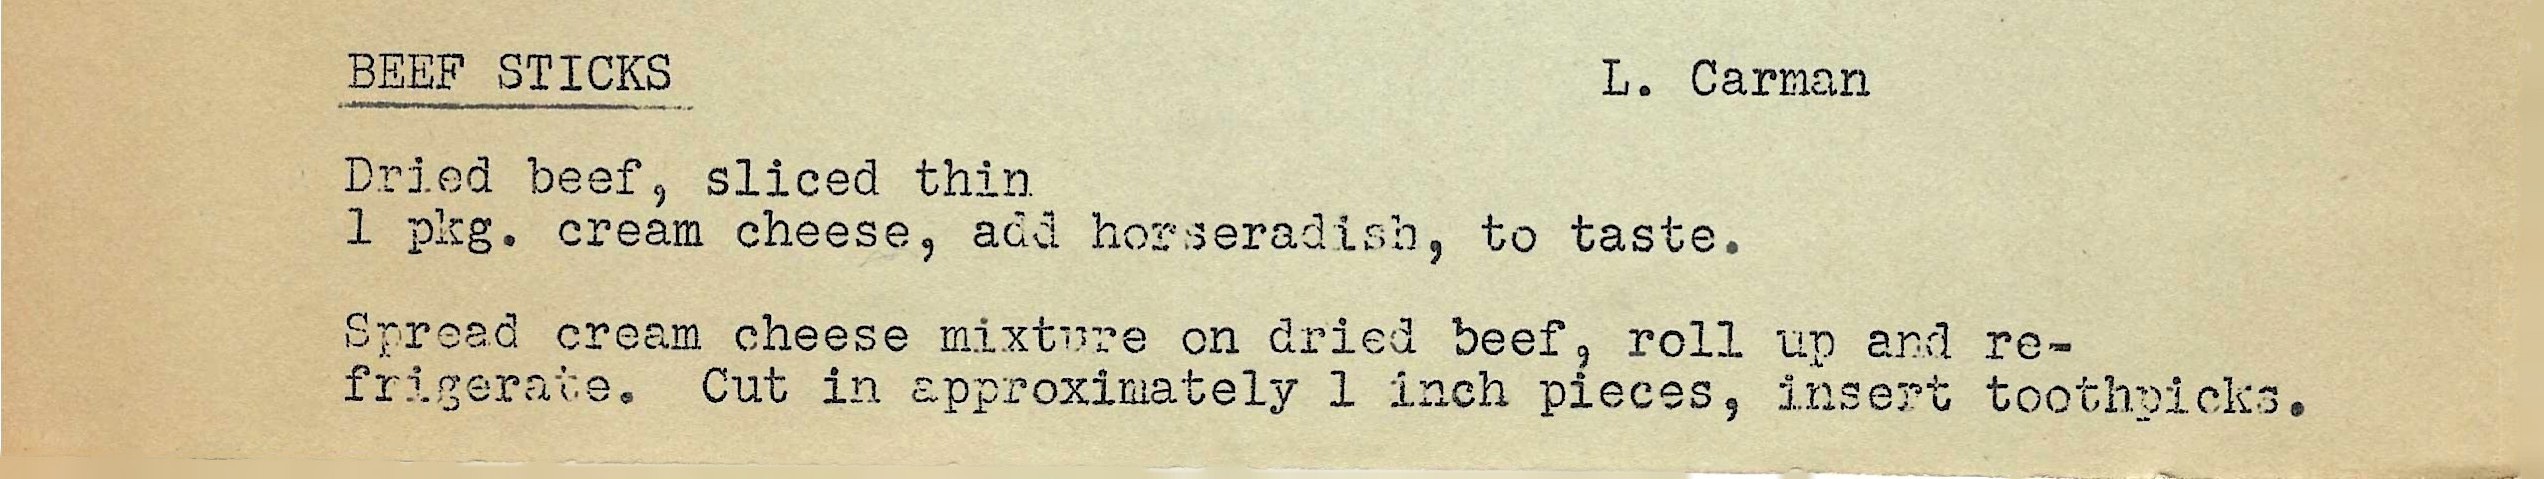 BEEF STICKS L. Carman
Dried beef, sliced thin
1 pkg. cream cheese, add horseradish, to taste.
Spread cream cheese mixture on dried beef, roll up and re-
frigerate. Cut in approximately 1 inch pieces, insert toothpicks.